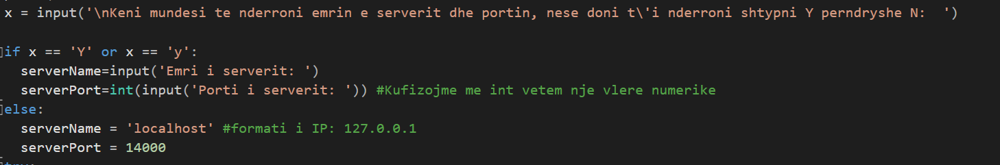 x = input('\nKeni mundesi te nderroni emrin e serverit dhe portin, nese doni t\'i nderroni shtypni Y perndryshe N:  ')
if x == 'Y' or x == 'y':
  serverName=input('Emri i serverit: ')
  serverPort=int(input('Porti i serverit: ')) #Kufizojme me int vetem nje vlere numerike
else:
  serverName = 'localhost' #formati i IP: 127.0.0.1
  serverPort = 14000